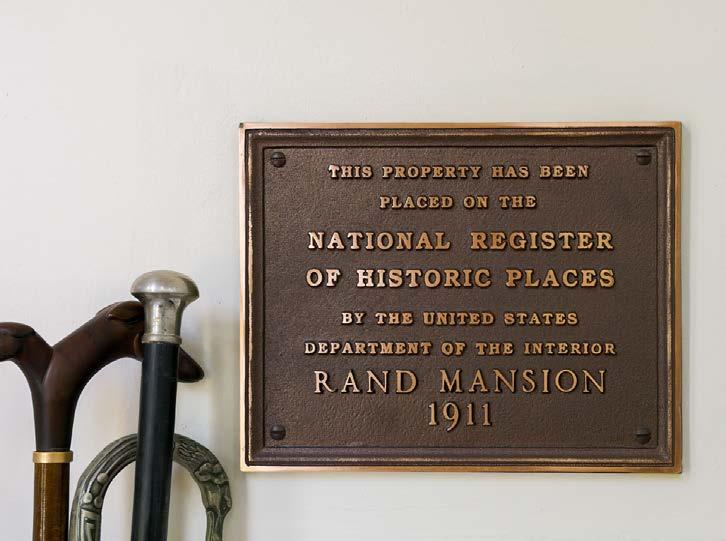 THIS PROPERTY HAS BEEN
PLACED ON THE
NATIONAL REGISTER
OF HISTORIC PLACES
BY THE UNITED STATES
DEPARTMENT OF THE INTERIOR
RAND MANSION
1911